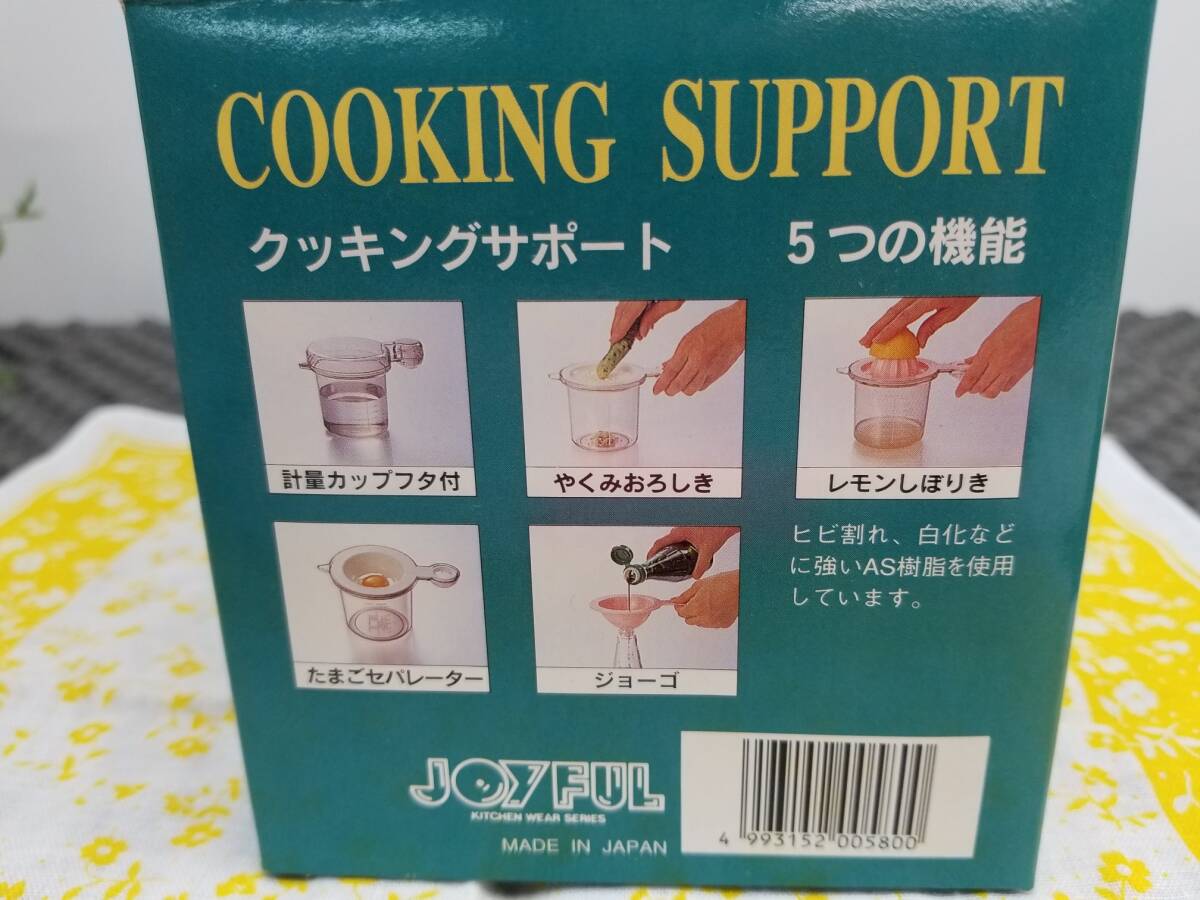 COOKING SUPPORT
クッキングサポート 5つの機能
計量カップフタ付
やくみおろしき
レモンしぼりき
たまごセパレーター
ジョーゴ
ヒビ割れ、白化など
に強いAS樹脂を使用
しています。
JOYFUL
KITCHEN WEAR SERIES
MADE IN JAPAN
4 993152 005800